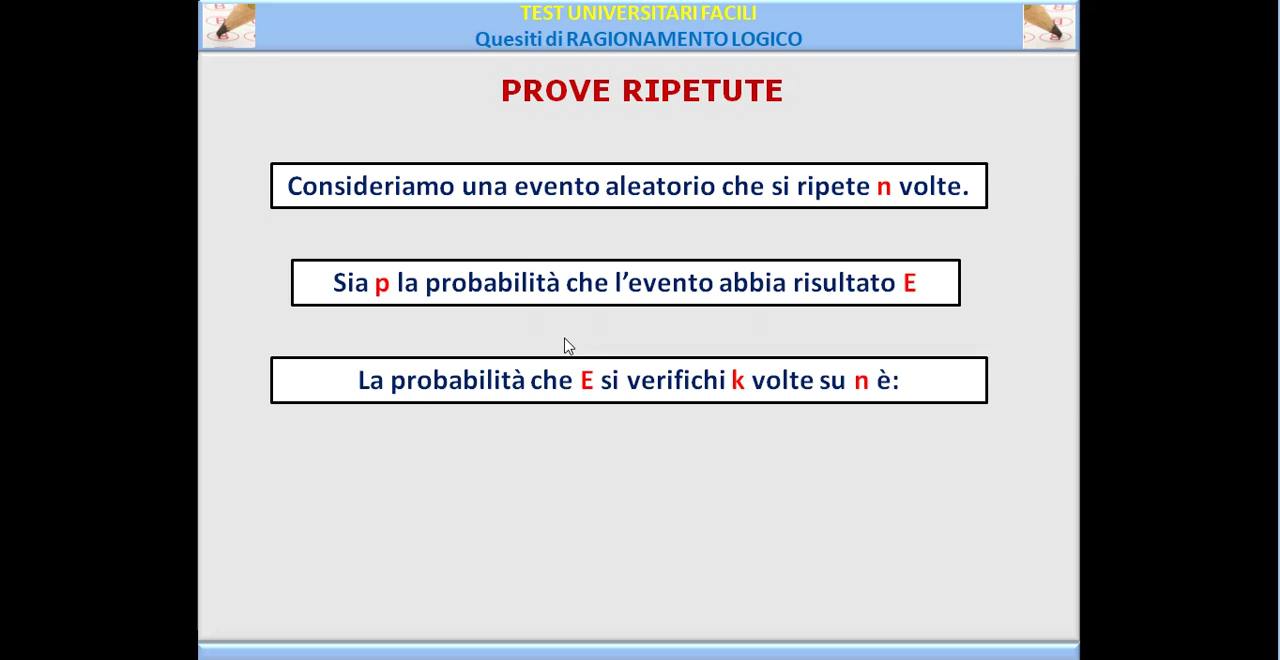 TEST UNIVERSITARI FACILI
Quesiti di RAGIONAMENTO LOGICO
PROVE RIPETUTE
Consideriamo una evento aleatorio che si ripete n volte.
Sia p la probabilità che l’evento abbia risultato E
La probabilità che E si verifichi k volte su n è: